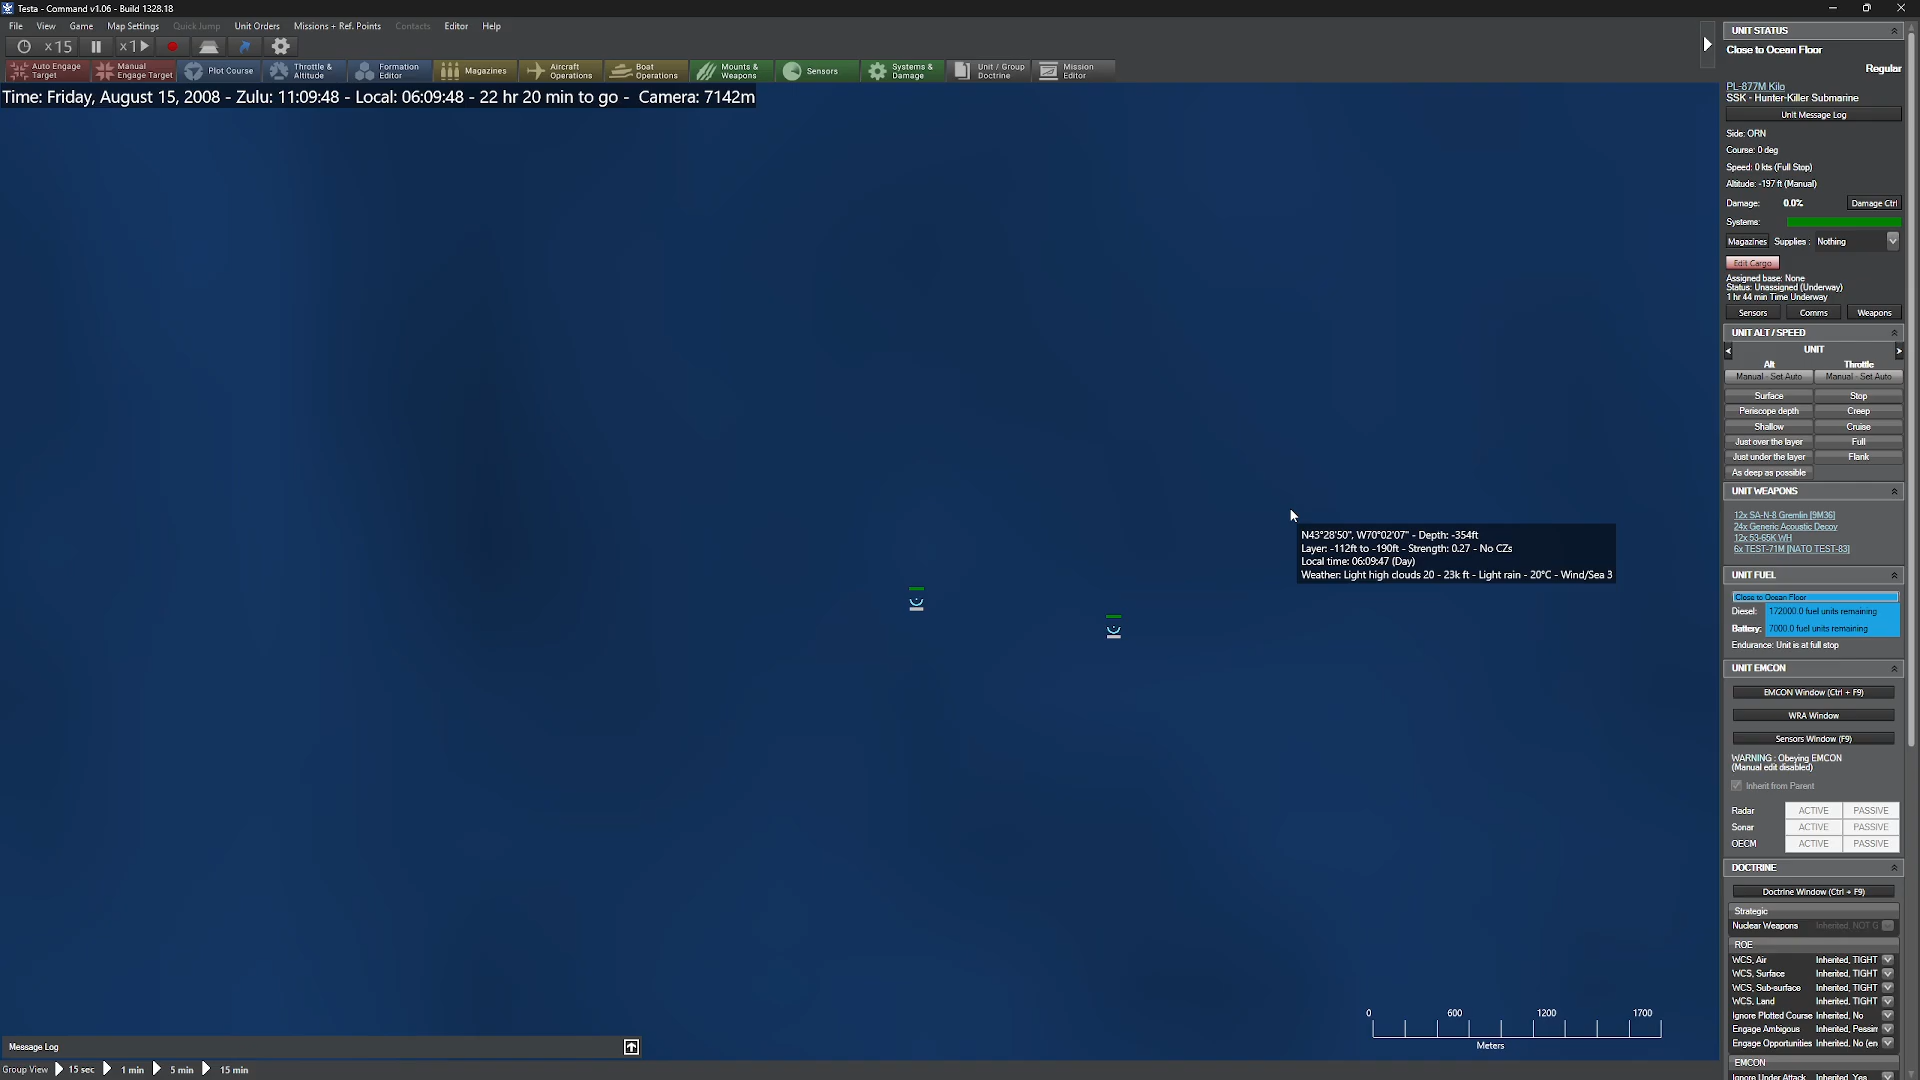 Testa - Command v1.06 - Build 1328.18
File View Game Map Settings Quick Jump Unit Orders Missions + Ref. Points Contacts Editor Help
x15 x1
Auto Engage Target
Manual Engage Target
Plot Course
Throttle & Altitude
Formation Editor
Magazines
Aircraft Operations
Boat Operations
Mounts & Weapons
Sensors
Systems & Damage
Unit / Group Doctrine
Mission Editor
Time: Friday, August 15, 2008 - Zulu: 11:09:48 - Local: 06:09:48 - 22 hr 20 min to go - Camera: 7142m
N43°28'50", W70°02'07" - Depth: -354ft
Layer: -112ft to -190ft - Strength: 0.27 - No CZs
Local time: 06:09:47 (Day)
Weather: Light high clouds 20 - 23k ft - Light rain - 20°C - Wind/Sea 3
0 600 1200 1700
Meters
Message Log
Group View 15 sec 1 min 5 min 15 min
UNIT STATUS
Close to Ocean Floor
Regular
PL-877M Kilo
SSK - Hunter-Killer Submarine
Unit Message Log
Side: ORN
Course: 0 deg
Speed: 0 kts (Full Stop)
Altitude: -197 ft (Manual)
Damage: 0.0% Damage Ctrl
Systems:
Magazines Supplies : Nothing
Edit Cargo
Assigned base: None
Status: Unassigned (Underway)
1 hr 44 min Time Underway
Sensors Comms Weapons
UNIT ALT / SPEED
< UNIT >
Alt Throttle
Manual - Set Auto Manual - Set Auto
Surface Stop
Periscope depth Creep
Shallow Cruise
Just over the layer Full
Just under the layer Flank
As deep as possible
UNIT WEAPONS
12x SA-N-8 Gremlin [9M36]
24x Generic Acoustic Decoy
12x 53-65K WH
6x TEST-71M [NATO TEST-83]
UNIT FUEL
Close to Ocean Floor
Diesel: 172000.0 fuel units remaining
Battery: 7000.0 fuel units remaining
Endurance: Unit is at full stop
UNIT EMCON
EMCON Window (Ctrl + F9)
WRA Window
Sensors Window (F9)
WARNING : Obeying EMCON
(Manual edit disabled)
Inherit from Parent
Radar ACTIVE PASSIVE
Sonar ACTIVE PASSIVE
OECM ACTIVE PASSIVE
DOCTRINE
Doctrine Window (Ctrl + F9)
Strategic
Nuclear Weapons Inherited, NOT G
ROE
WCS, Air Inherited, TIGHT
WCS, Surface Inherited, TIGHT
WCS, Sub-surface Inherited, TIGHT
WCS, Land Inherited, TIGHT
Ignore Plotted Course Inherited, No
Engage Ambiguous Inherited, Pessim
Engage Opportunities Inherited, No (en
EMCON
Ignore Under Attack Inherited, Yes